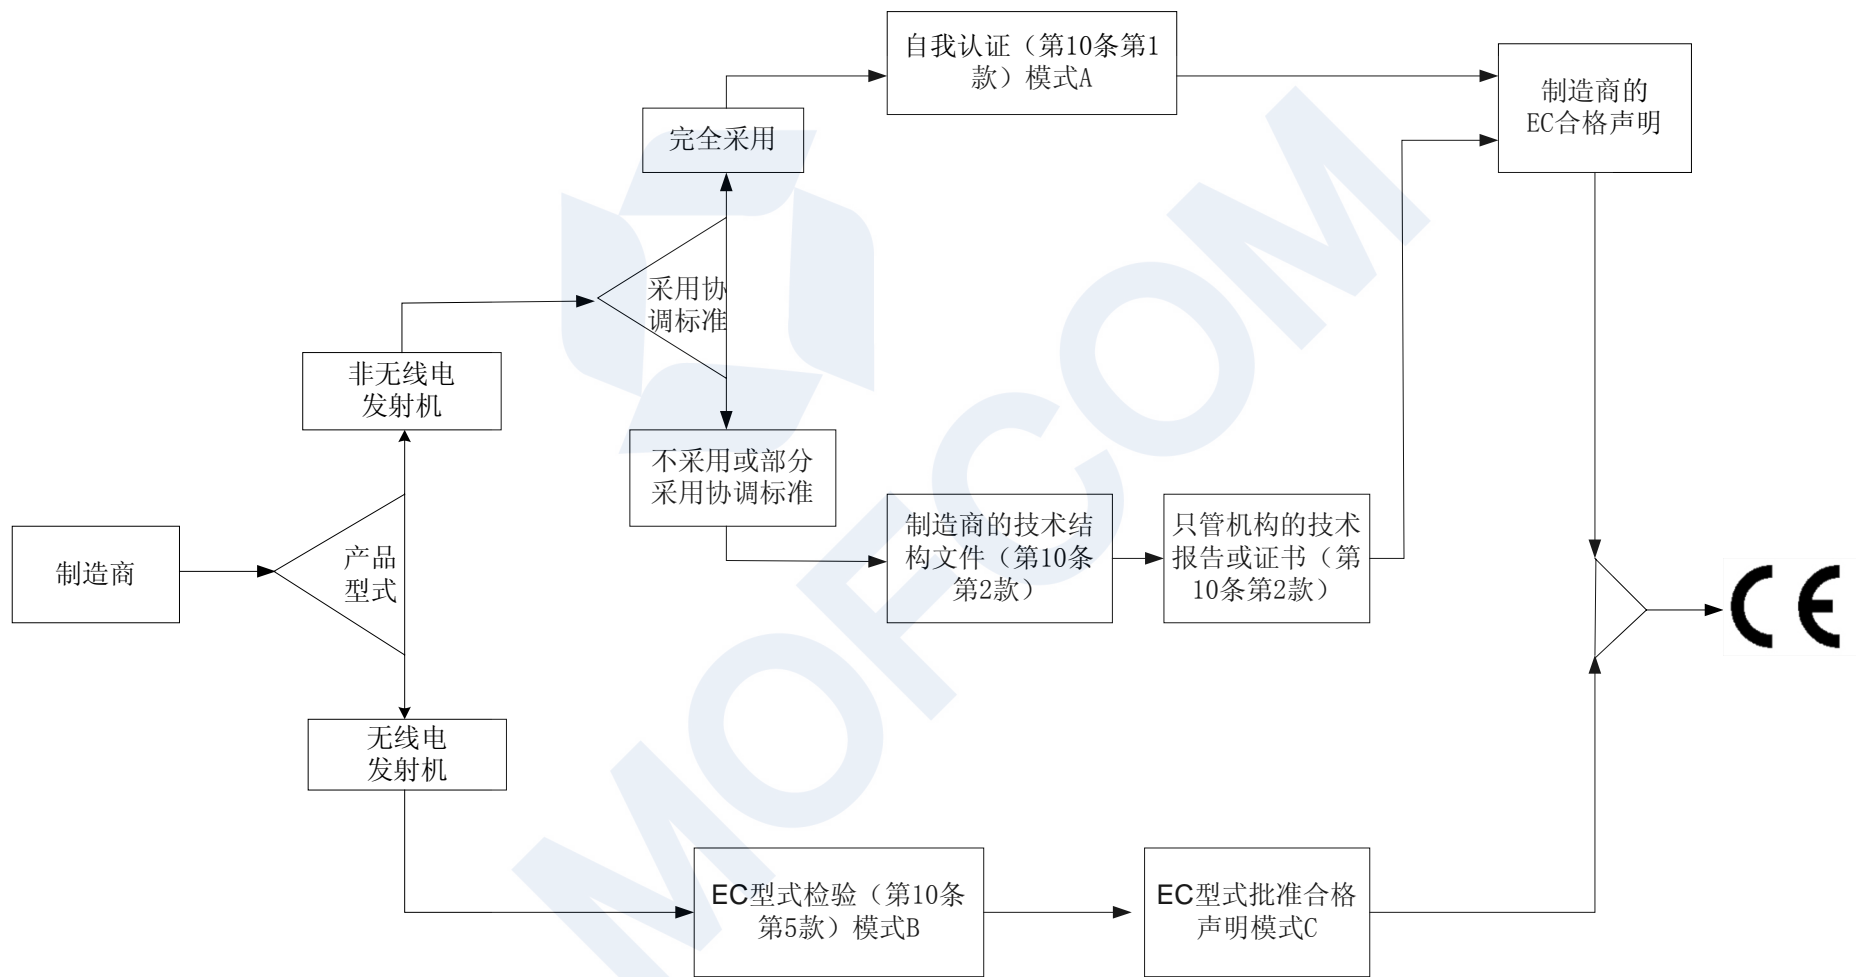 自我认证（第10条第1
款）模式A
制造商的
EC合格声明
完全采用
采用协
调标准
非无线电
发射机
不采用或部分
采用协调标准
制造商的技术结
构文件（第10条
第2款）
只管机构的技术
报告或证书（第
10条第2款）
制造商
产品
型式
CE
无线电
发射机
EC型式检验（第10条
第5款）模式B
EC型式批准合格
声明模式C
MOFCOM